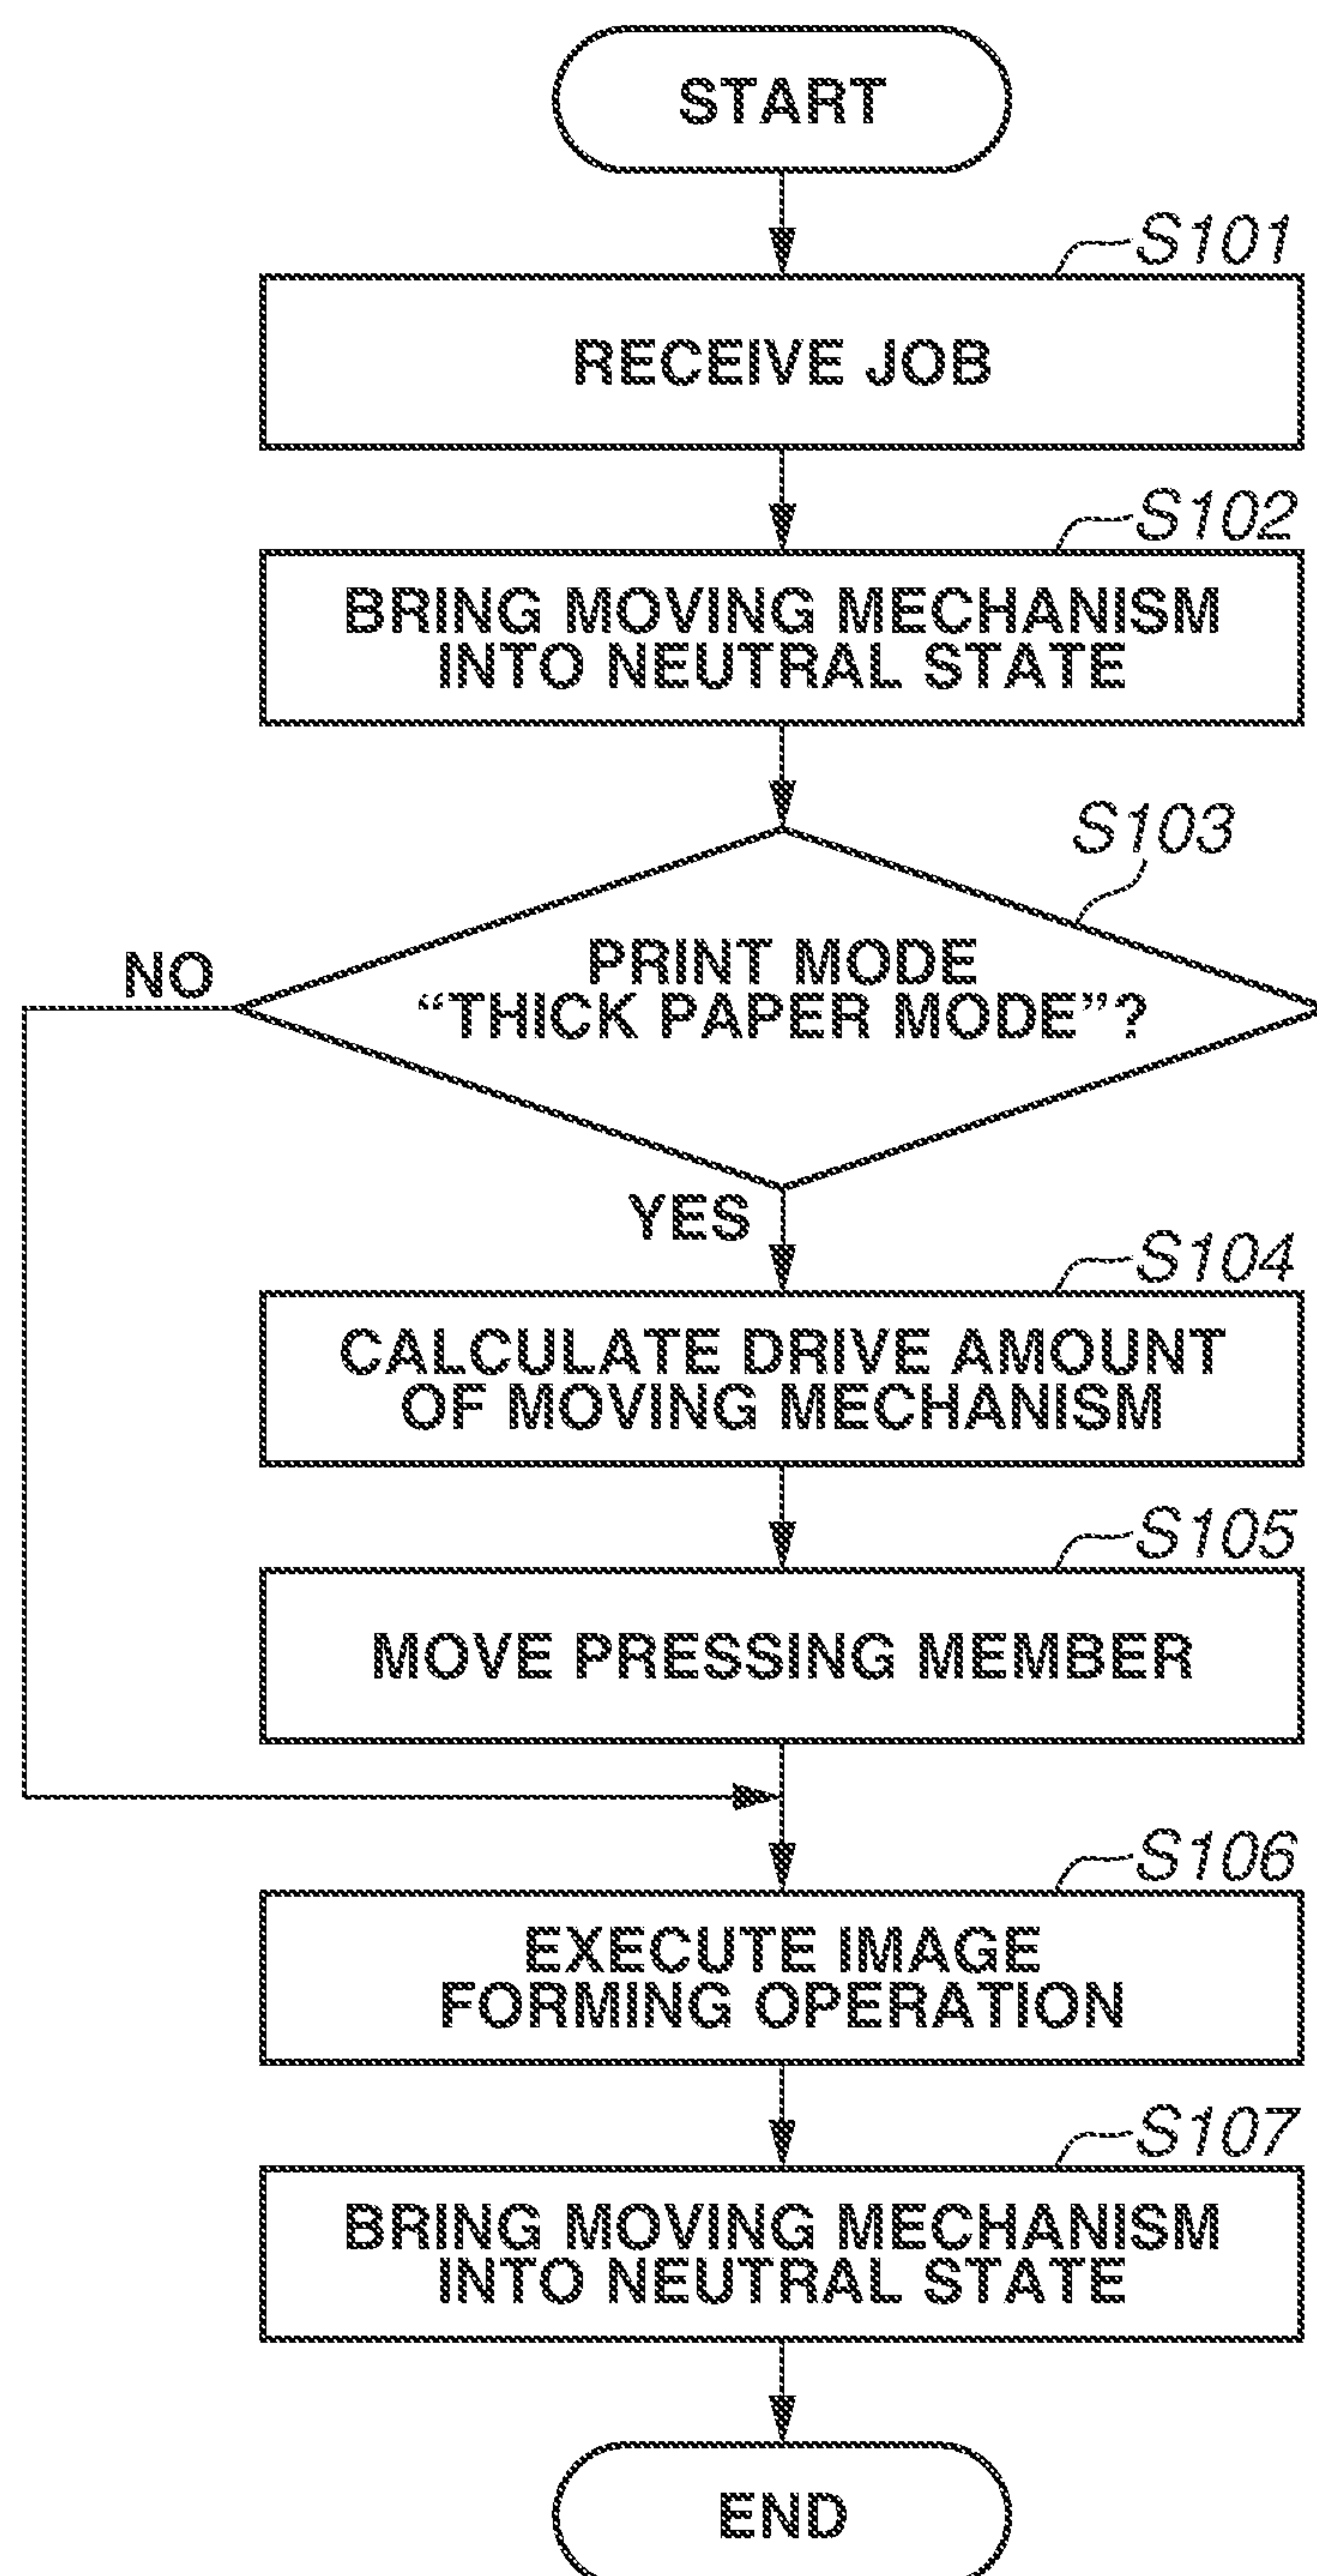 START
S101
RECEIVE JOB
S102
BRING MOVING MECHANISM
INTO NEUTRAL STATE
S103
PRINT MODE
“THICK PAPER MODE”?
NO
YES
S104
CALCULATE DRIVE AMOUNT
OF MOVING MECHANISM
S105
MOVE PRESSING MEMBER
S106
EXECUTE IMAGE
FORMING OPERATION
S107
BRING MOVING MECHANISM
INTO NEUTRAL STATE
END